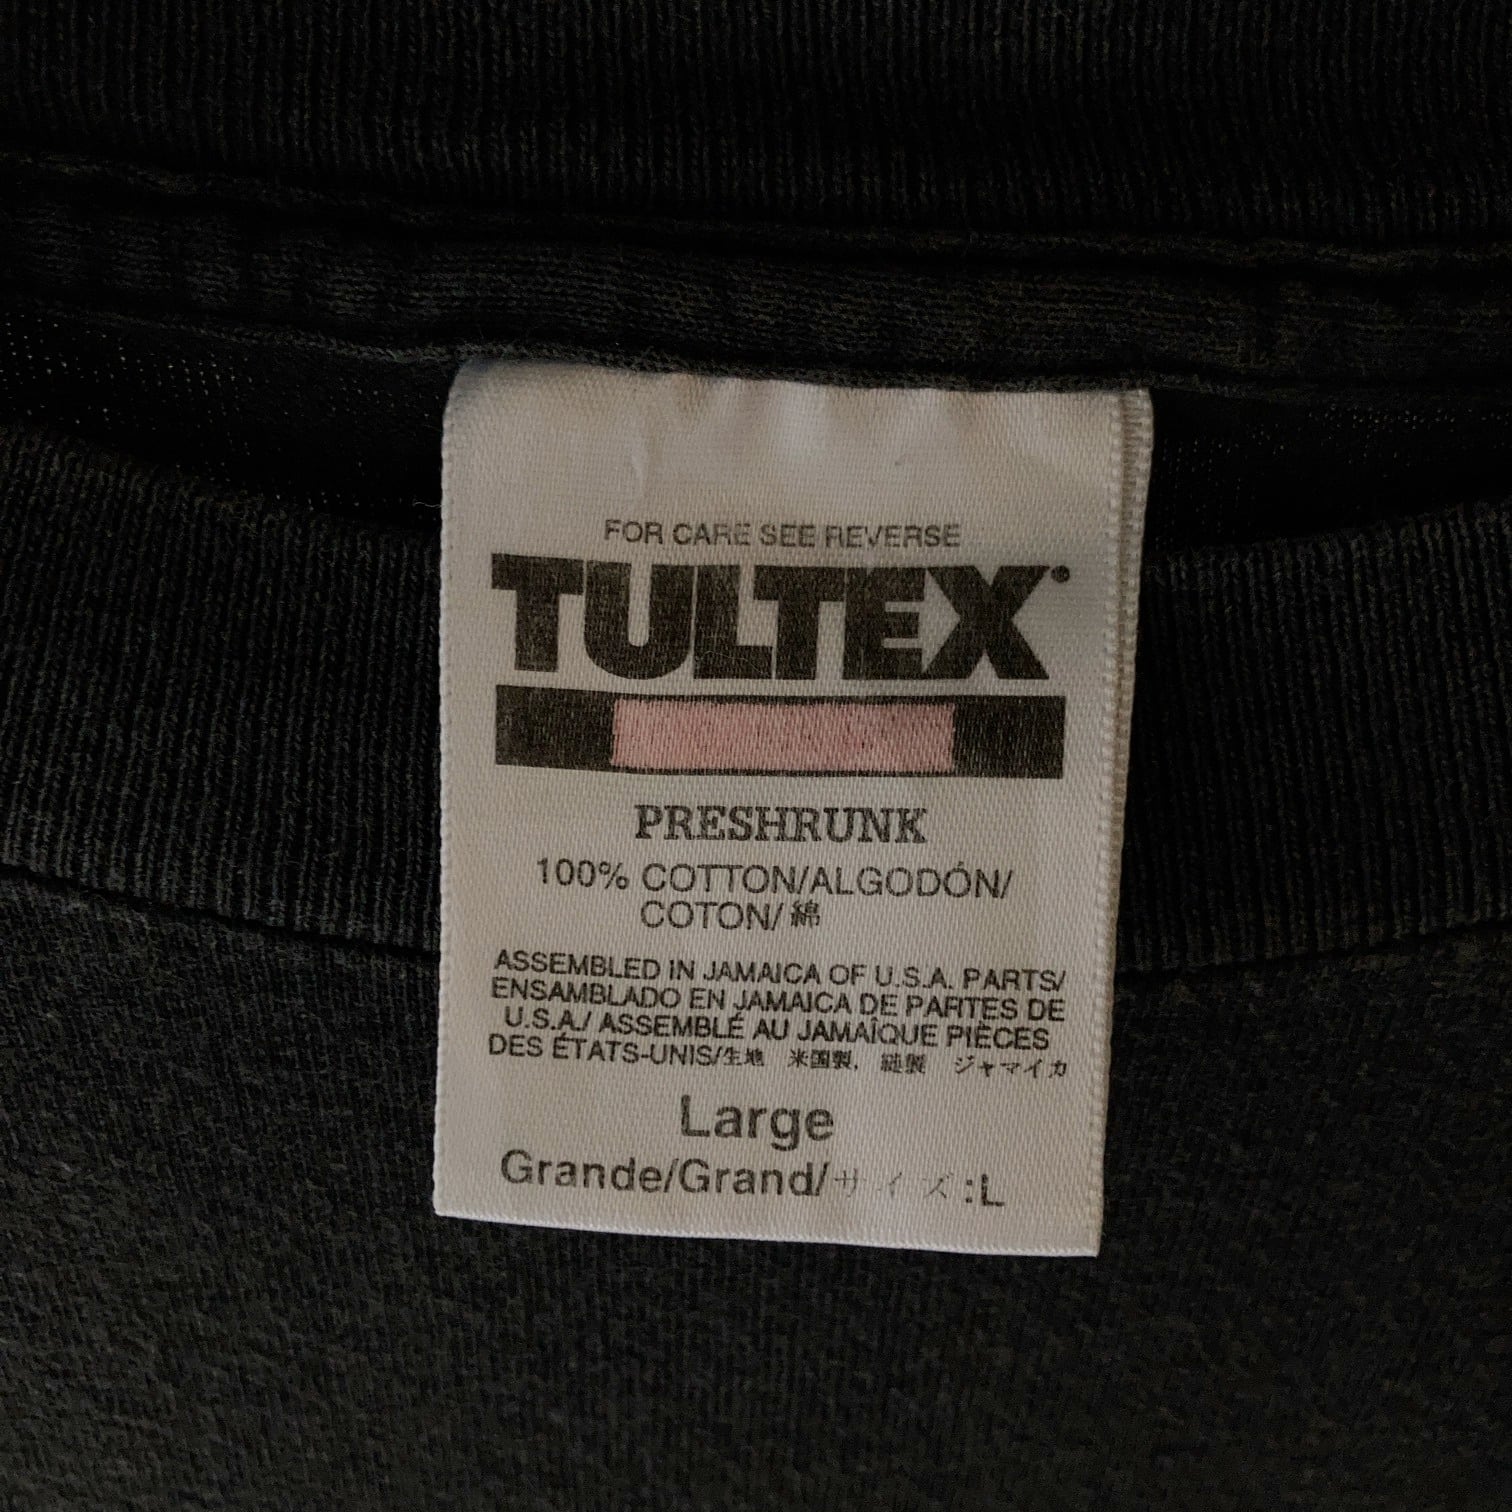 FOR CARE SEE REVERSE
TULTEX®
PRESHRUNK
100% COTTON/ALGODÓN/
COTON/綿
ASSEMBLED IN JAMAICA OF U.S.A. PARTS/
ENSAMBLADO EN JAMAICA DE PARTES DE
U.S.A./ ASSEMBLÉ AU JAMAÏQUE PIÈCES
DES ÉTATS-UNIS/生地 米国製, 縫製 ジャマイカ
Large
Grande/Grand/サイズ:L